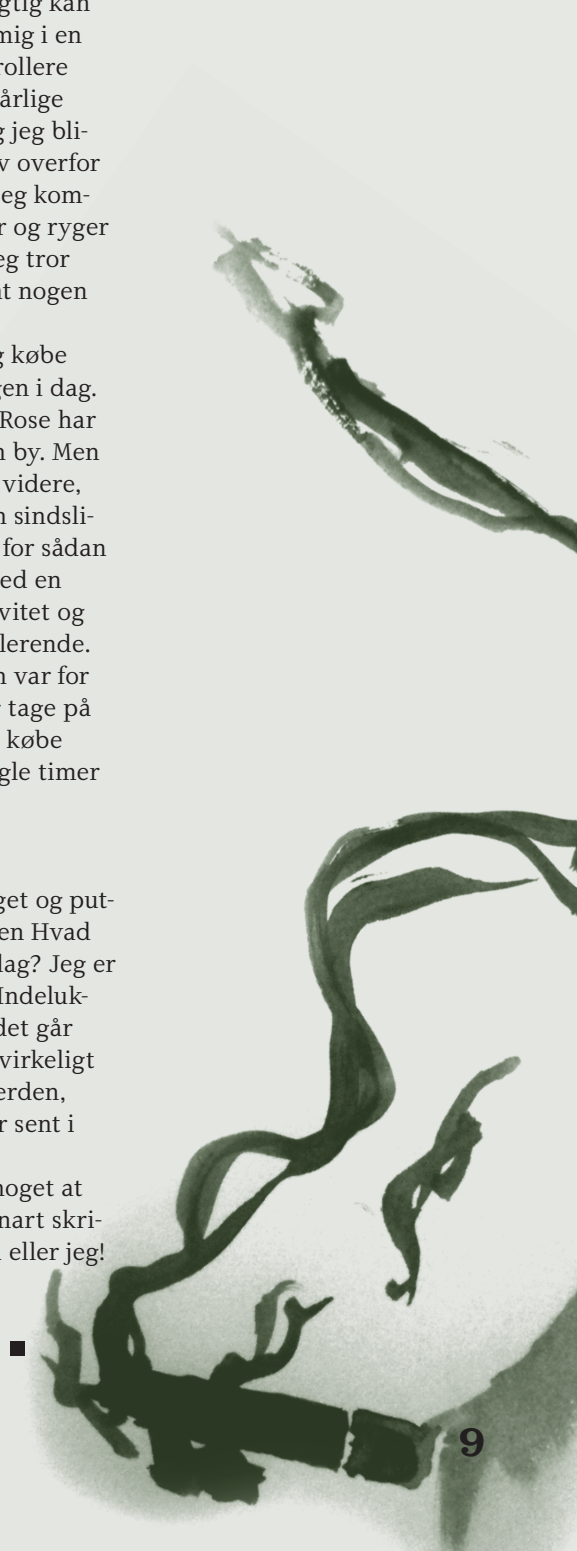 gtig kan
mig i en
rollere
årlige
g jeg bli-
v overfor
eg kom-
r og ryger
eg tror
at nogen
g købe
gen i dag.
Rose har
n by. Men
videre,
n sindsli-
for sådan
ed en
vitet og
lerende.
n var for
r tage på
købe
gle timer
get og put-
en Hvad
dag? Jeg er
Indeluk-
det går
virkeligt
erden,
r sent i
noget at
nart skri-
eller jeg!
9